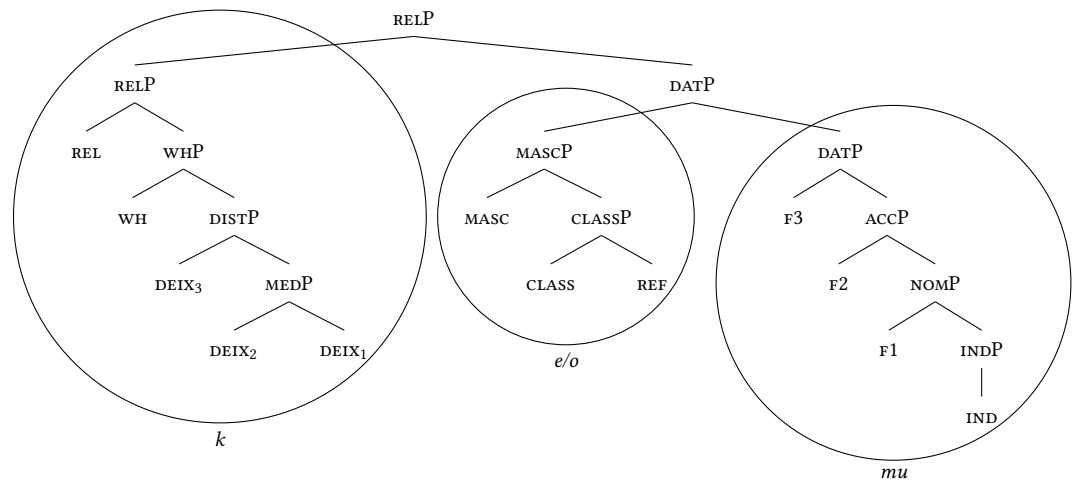 RELP
RELP DATP
REL WHP MASCP DATP
WH DISTP MASC CLASSP F3 ACCP
DEIX₃ MEDP CLASS REF F2 NOMP
DEIX₂ DEIX₁ F1 INDP
e/o
IND
k
mu